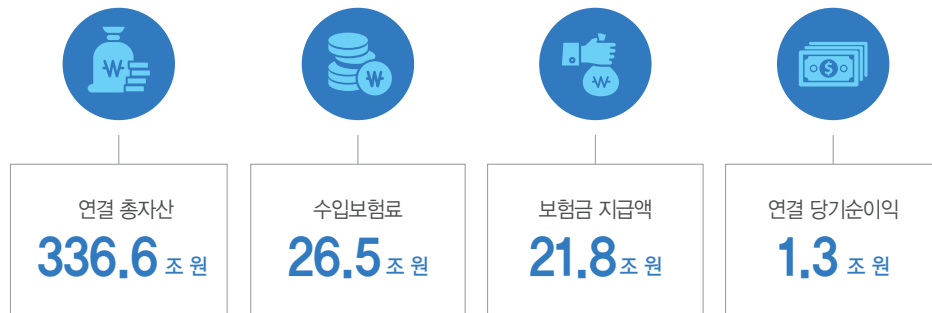 ₩
₩
₩
$
연결 총자산
336.6 조 원
수입보험료
26.5 조 원
보험금 지급액
21.8 조 원
연결 당기순이익
1.3 조 원